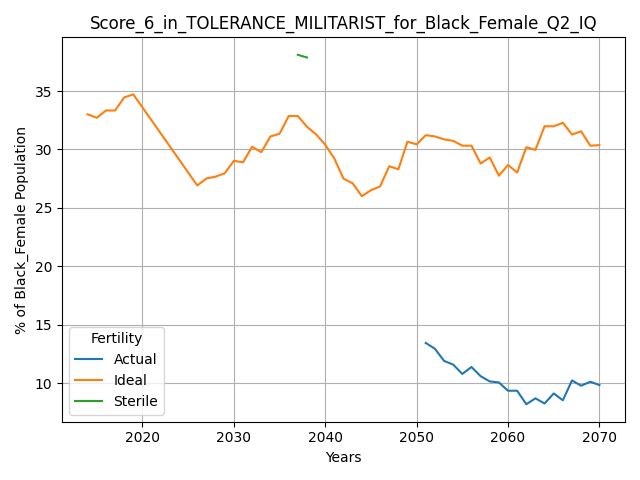 Score_6_in_TOLERANCE_MILITARIST_for_Black_Female_Q2_IQ
% of Black_Female Population
35
30
25
20
15
10
Fertility
Actual
Ideal
Sterile
2020 2030 2040 2050 2060 2070
Years